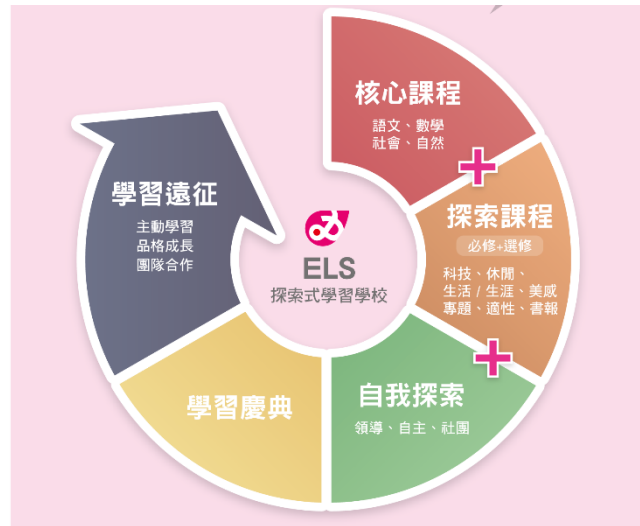 核心課程
語文、數學
社會、自然
探索課程
必修+選修
科技、休閒、
生活 / 生涯、美感
專題、適性、書報
自我探索
領導、自主、社團
學習慶典
學習遠征
主動學習
品格成長
團隊合作
ELS
探索式學習學校